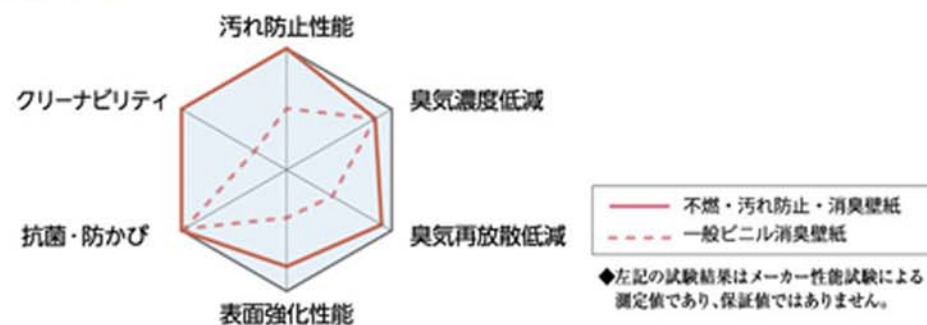 汚れ防止性能
クリーナビリティ
臭気濃度低減
抗菌・防かび
臭気再放散低減
表面強化性能
不燃・汚れ防止・消臭壁紙
一般ビニル消臭壁紙
◆左記の試験結果はメーカー性能試験による
測定値であり、保証値ではありません。